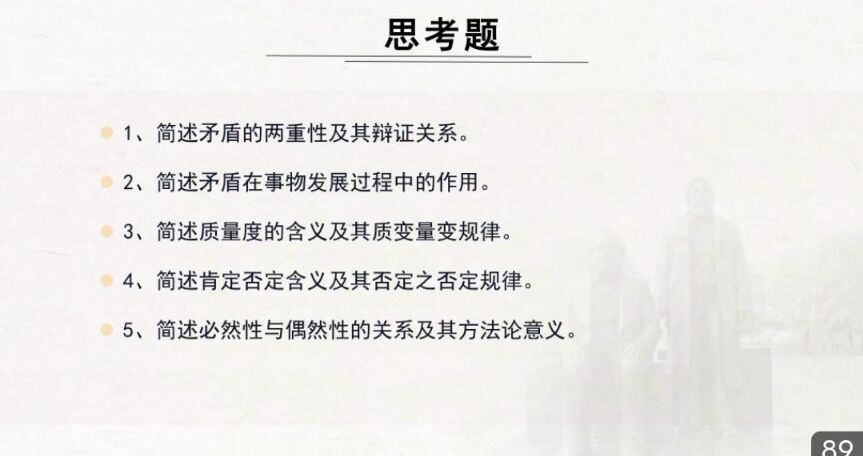 思考题
1、简述矛盾的两重性及其辩证关系。
2、简述矛盾在事物发展过程中的作用。
3、简述质量度的含义及其质变量变规律。
4、简述肯定否定含义及其否定之否定规律。
5、简述必然性与偶然性的关系及其方法论意义。
89